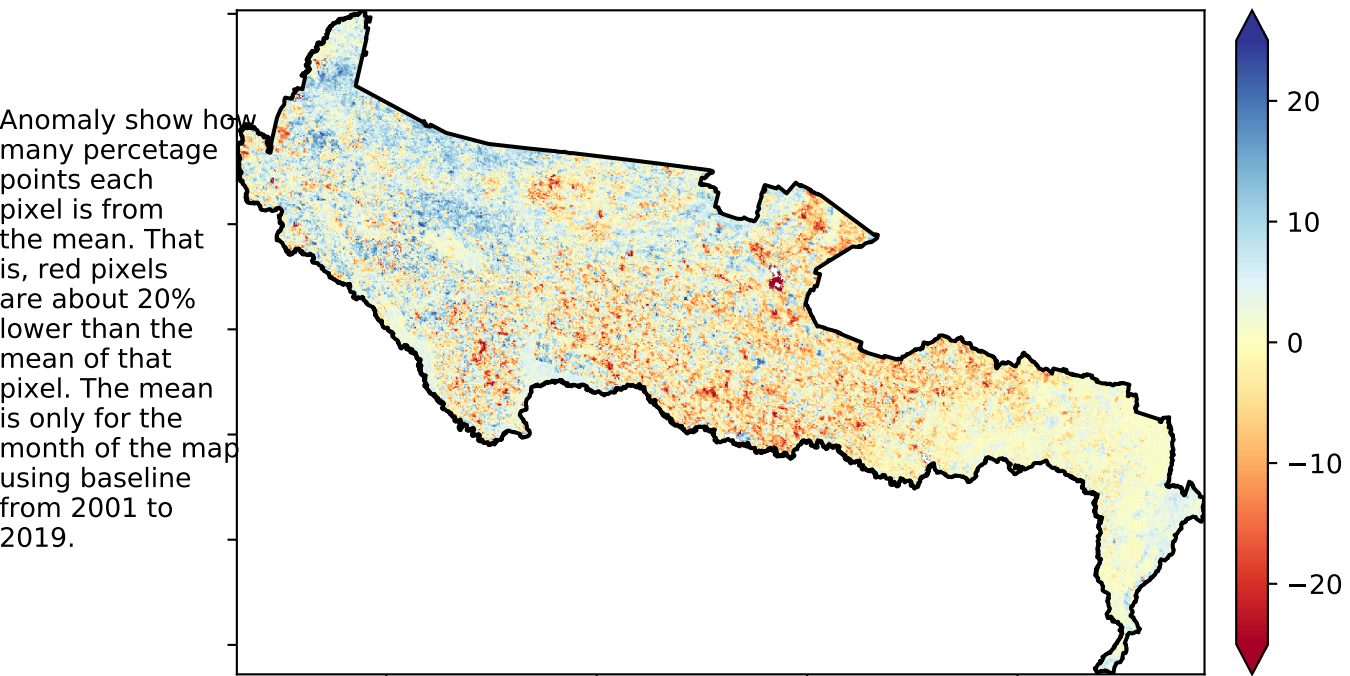 Anomaly show how
many percetage
points each
pixel is from
the mean. That
is, red pixels
are about 20%
lower than the
mean of that
pixel. The mean
is only for the
month of the map
using baseline
from 2001 to
2019.
20
10
0
−10
−20